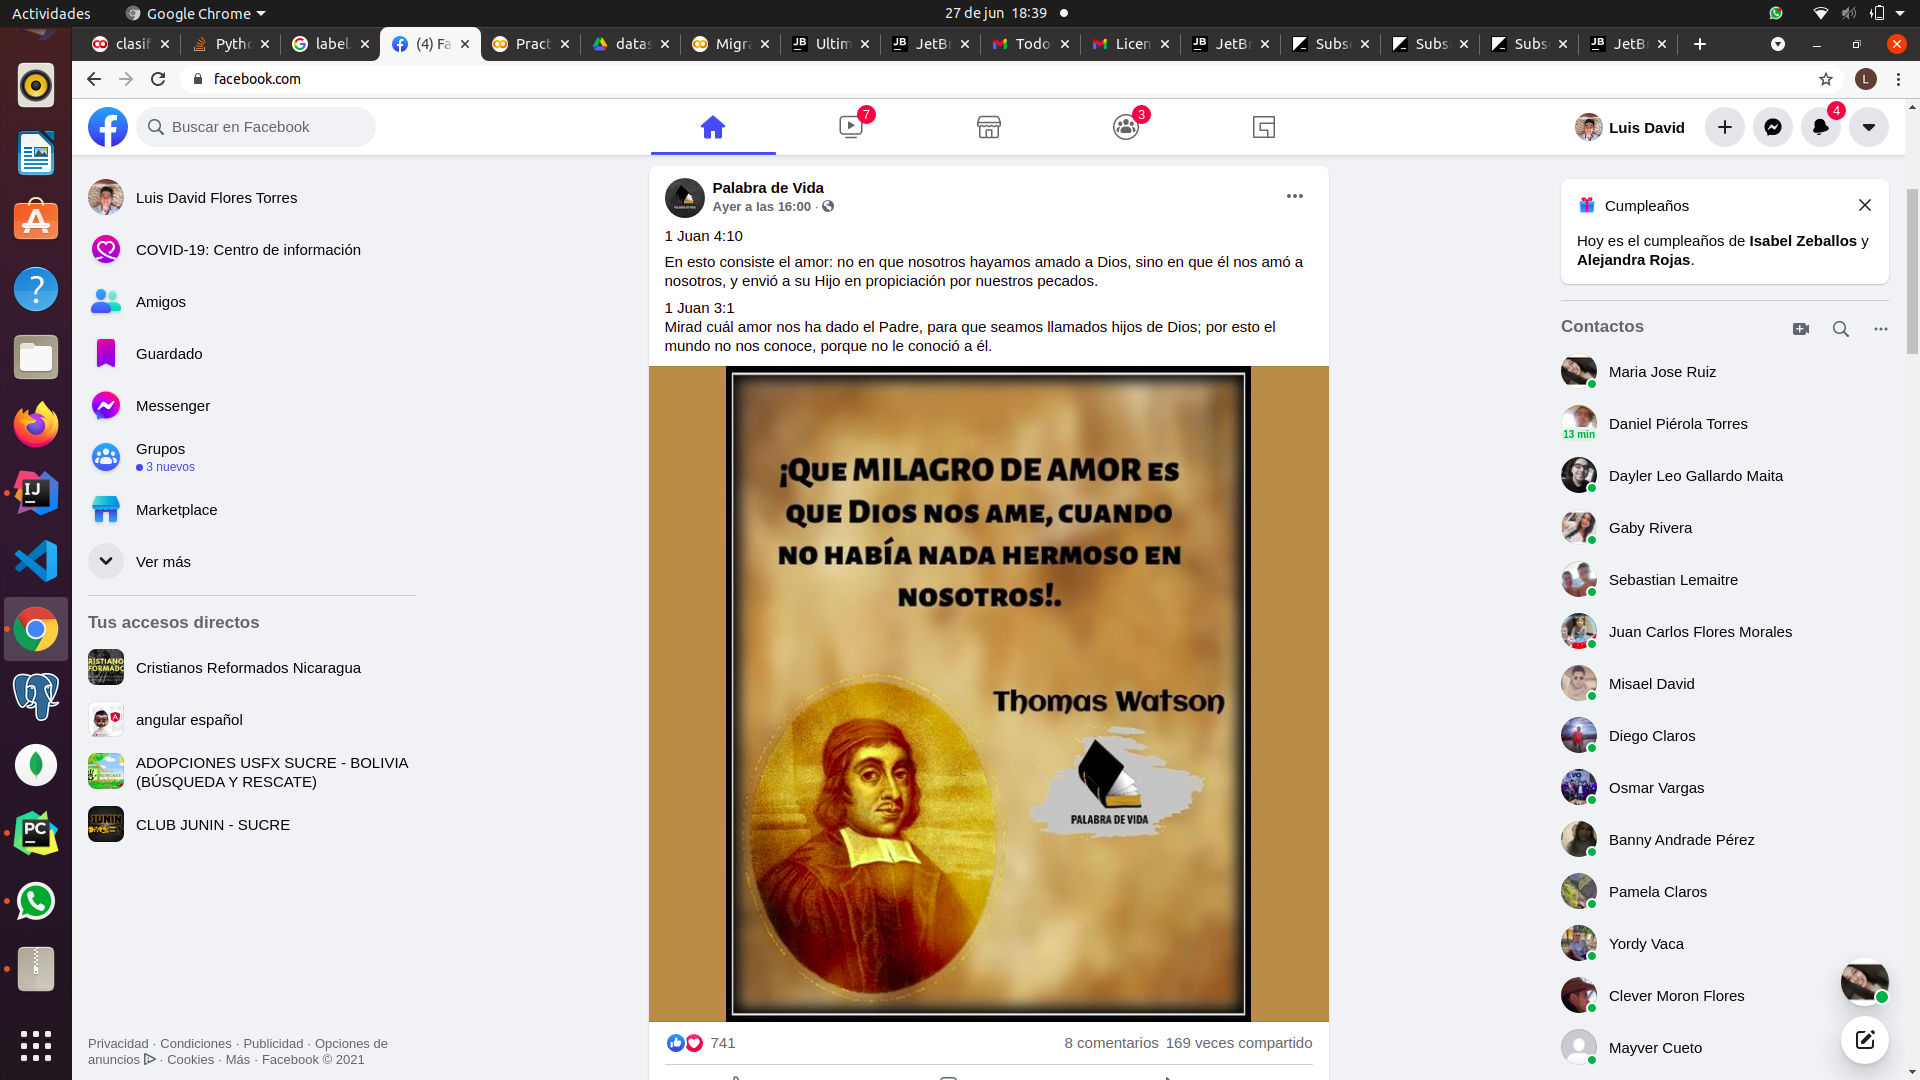 Actividades
Google Chrome
27 de jun 18:39
clasif
Pytho
label.
(4) Fa
Pract
datas
Migra
Ultim
JetBr
Todo
Licen
JetBr
Subsc
Subsc
Subsc
JetBr
facebook.com
L
Buscar en Facebook
7
3
Luis David
4
Luis David Flores Torres
COVID-19: Centro de información
Amigos
Guardado
Messenger
Grupos
3 nuevos
Marketplace
Ver más
Tus accesos directos
Cristianos Reformados Nicaragua
angular español
ADOPCIONES USFX SUCRE - BOLIVIA
(BÚSQUEDA Y RESCATE)
CLUB JUNIN - SUCRE
Privacidad · Condiciones · Publicidad · Opciones de
anuncios · Cookies · Más · Facebook © 2021
Palabra de Vida
Ayer a las 16:00 ·
1 Juan 4:10
En esto consiste el amor: no en que nosotros hayamos amado a Dios, sino en que él nos amó a
nosotros, y envió a su Hijo en propiciación por nuestros pecados.
1 Juan 3:1
Mirad cuál amor nos ha dado el Padre, para que seamos llamados hijos de Dios; por esto el
mundo no nos conoce, porque no le conoció a él.
¡Que MILAGRO DE AMOR es
que Dios nos ame, cuando
no había nada hermoso en
nosotros!.
Thomas Watson
PALABRA DE VIDA
741
8 comentarios 169 veces compartido
Cumpleaños
Hoy es el cumpleaños de Isabel Zeballos y
Alejandra Rojas.
Contactos
Maria Jose Ruiz
Daniel Piérola Torres
13 min
Dayler Leo Gallardo Maita
Gaby Rivera
Sebastian Lemaitre
Juan Carlos Flores Morales
Misael David
Diego Claros
Osmar Vargas
Banny Andrade Pérez
Pamela Claros
Yordy Vaca
Clever Moron Flores
Mayver Cueto